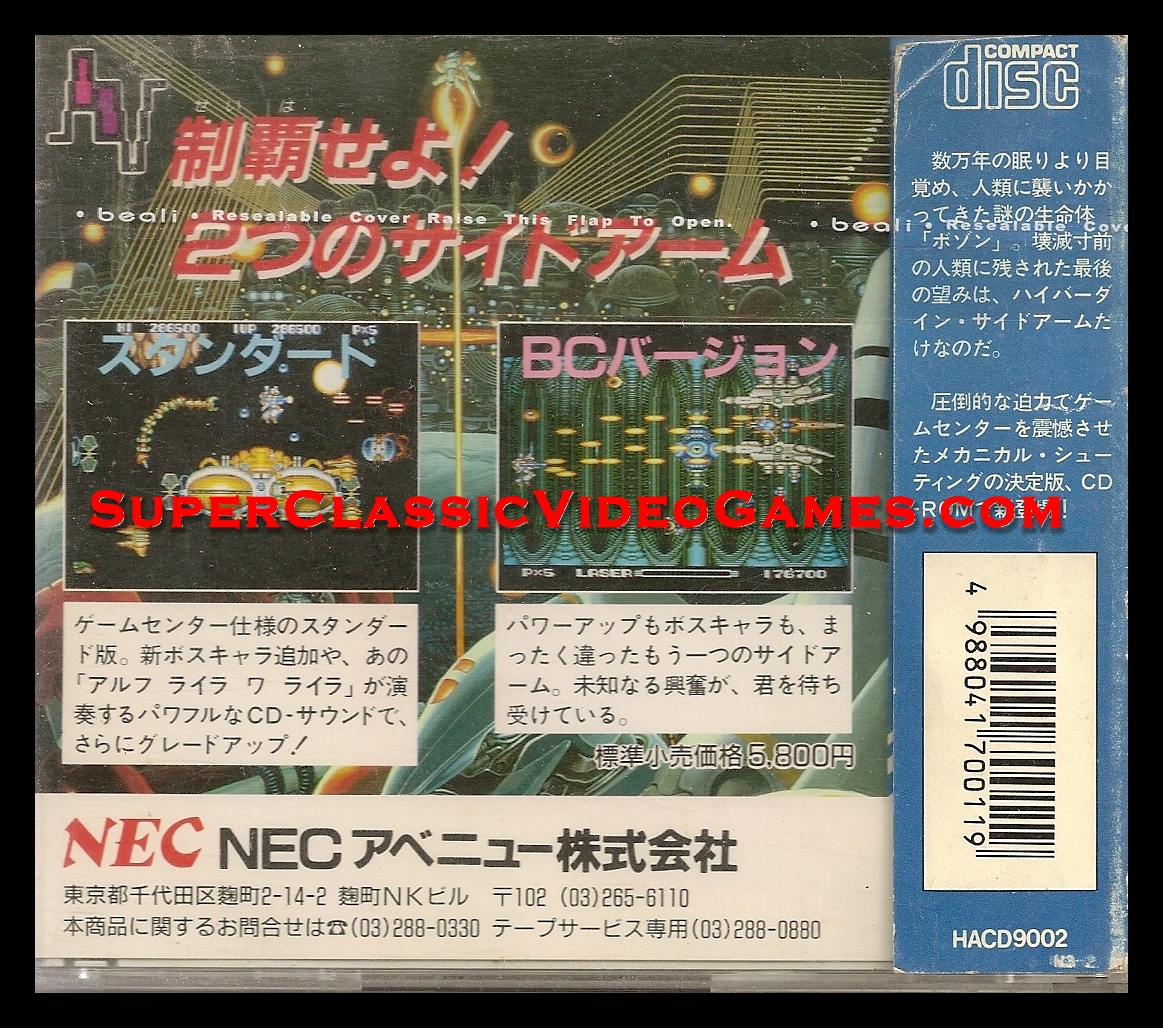 せいは
制覇せよ!
• beali • Resealable Cover Raise This Flap To Open. • beali • Resealable Cove
2つのサイドアーム
HI 286500 1UP 286500 P×5
スタンダード
BCバージョン
P×5 LASER 176700
SuperClassicVideoGames.com
ゲームセンター仕様のスタンダー
ド版。新ボスキャラ追加や、あの
「アルフ ライラ ワ ライラ」が演
奏するパワフルなCD-サウンドで、
さらにグレードアップ!
パワーアップもボスキャラも、ま
ったく違ったもう一つのサイドア
ーム。未知なる興奮が、君を待ち
受けている。
標準小売価格5,800円
NEC NECアベニュー株式会社
東京都千代田区麹町2-14-2 麹町NKビル 〒102 (03)265-6110
本商品に関するお問合せは☎(03)288-0330 テープサービス専用(03)288-0880
COMPACT
disc
数万年の眠りより目
覚め、人類に襲いかか
ってきた謎の生命体
「ボゾン」。壊滅寸前
の人類に残された最後
の望みは、ハイパーダ
イン・サイドアームだ
けなのだ。
圧倒的な迫力でゲー
ムセンターを震憾させ
たメカニカル・シュー
ティングの決定版、CD
-ROMで新登場!
4 988041 700119
HACD9002